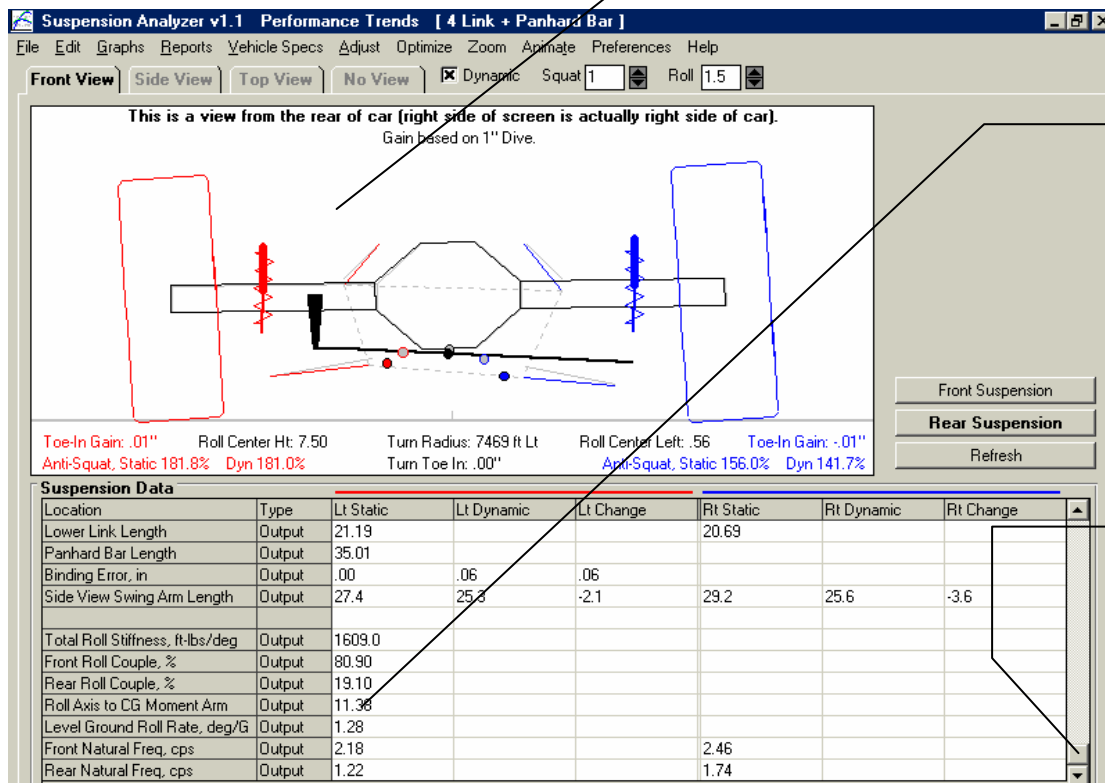 Suspension Analyzer v1.1 Performance Trends [ 4 Link + Panhard Bar ]
File Edit Graphs Reports Vehicle Specs Adjust Optimize Zoom Animate Preferences Help
Front View Side View Top View No View Dynamic Squat 1 Roll 1.5
This is a view from the rear of car (right side of screen is actually right side of car).
Gain based on 1" Dive.
Toe-In Gain: .01" Roll Center Ht: 7.50 Turn Radius: 7469 ft Lt Roll Center Left: .56 Toe-In Gain: -.01"
Anti-Squat, Static 181.8% Dyn 181.0% Turn Toe In: .00" Anti-Squat, Static 156.0% Dyn 141.7%
Front Suspension
Rear Suspension
Refresh
Suspension Data
Location Type Lt Static Lt Dynamic Lt Change Rt Static Rt Dynamic Rt Change
Lower Link Length Output 21.19 20.69
Panhard Bar Length Output 35.01
Binding Error, in Output .00 .06 .06
Side View Swing Arm Length Output 27.4 25.3 -2.1 29.2 25.6 -3.6
Total Roll Stiffness, ft-lbs/deg Output 1609.0
Front Roll Couple, % Output 80.90
Rear Roll Couple, % Output 19.10
Roll Axis to CG Moment Arm Output 11.38
Level Ground Roll Rate, deg/G Output 1.28
Front Natural Freq, cps Output 2.18 2.46
Rear Natural Freq, cps Output 1.22 1.74